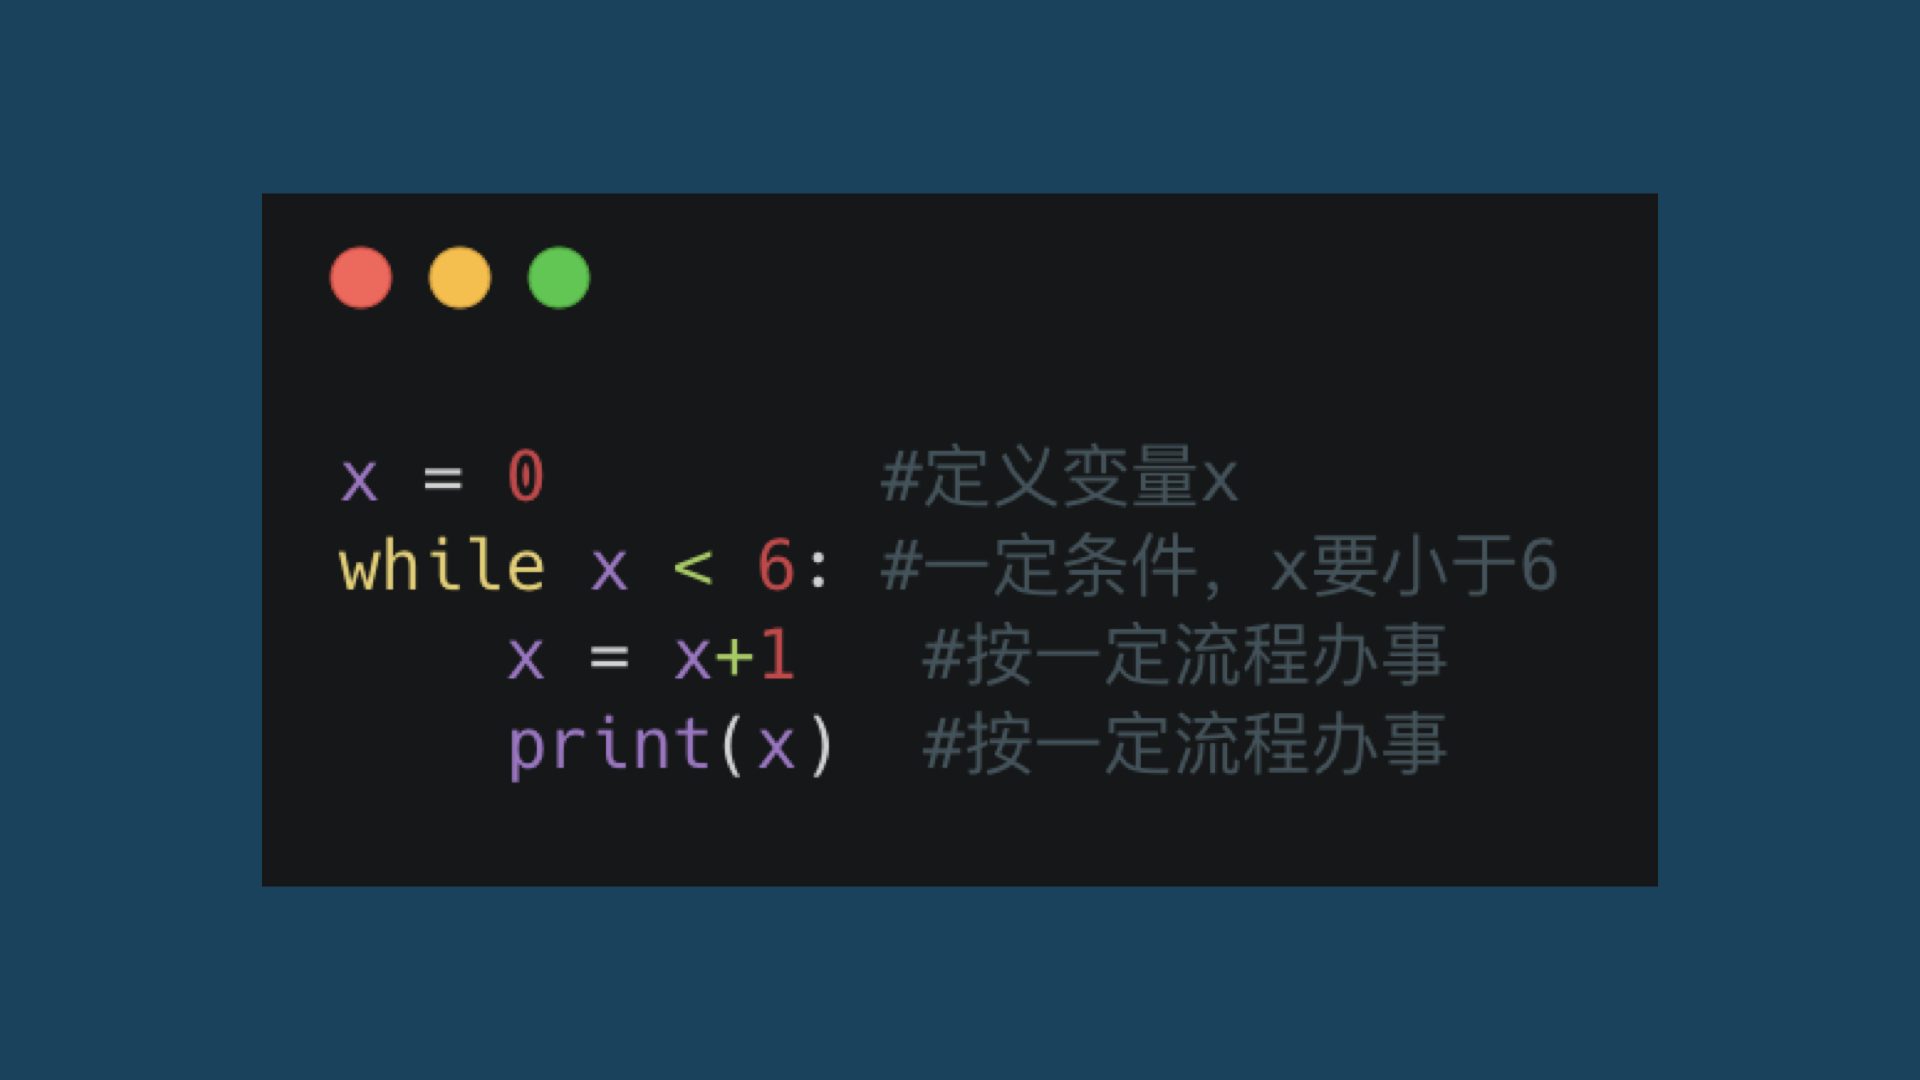 x = 0        #定义变量x
while x < 6: #一定条件，x要小于6
    x = x+1   #按一定流程办事
    print(x)  #按一定流程办事